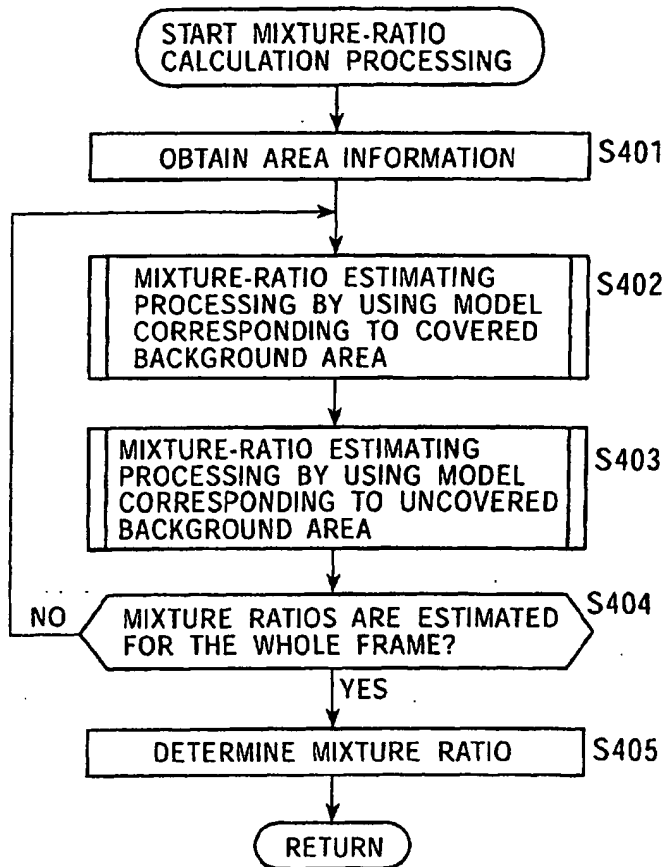 START MIXTURE-RATIO
CALCULATION PROCESSING
OBTAIN AREA INFORMATION
S401
MIXTURE-RATIO ESTIMATING
PROCESSING BY USING MODEL
CORRESPONDING TO COVERED
BACKGROUND AREA
S402
MIXTURE-RATIO ESTIMATING
PROCESSING BY USING MODEL
CORRESPONDING TO UNCOVERED
BACKGROUND AREA
S403
NO
MIXTURE RATIOS ARE ESTIMATED
FOR THE WHOLE FRAME?
S404
YES
DETERMINE MIXTURE RATIO
S405
RETURN